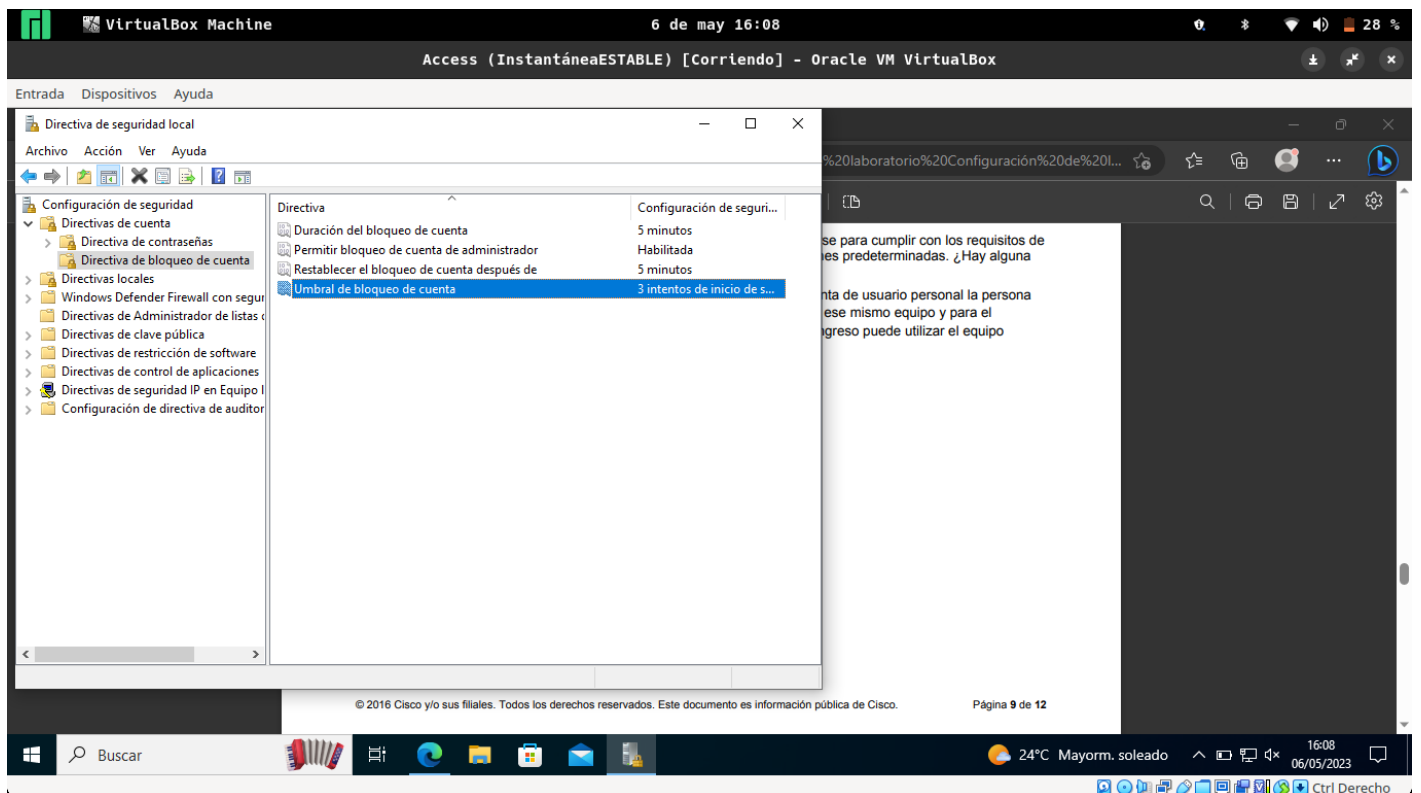 VirtualBox Machine 6 de may 16:08 28 %
Access (InstantáneaESTABLE) [Corriendo] - Oracle VM VirtualBox
Entrada Dispositivos Ayuda
Directiva de seguridad local
Archivo Acción Ver Ayuda
%20laboratorio%20Configuración%20de%20l...
Configuración de seguridad
Directivas de cuenta
Directiva de contraseñas
Directiva de bloqueo de cuenta
Directivas locales
Windows Defender Firewall con segur
Directivas de Administrador de listas
Directivas de clave pública
Directivas de restricción de software
Directivas de control de aplicaciones
Directivas de seguridad IP en Equipo l
Configuración de directiva de auditor
Directiva Configuración de seguri...
Duración del bloqueo de cuenta 5 minutos
Permitir bloqueo de cuenta de administrador Habilitada
Restablecer el bloqueo de cuenta después de 5 minutos
Umbral de bloqueo de cuenta 3 intentos de inicio de s...
se para cumplir con los requisitos de
es predeterminadas. ¿Hay alguna
nta de usuario personal la persona
ese mismo equipo y para el
greso puede utilizar el equipo
© 2016 Cisco y/o sus filiales. Todos los derechos reservados. Este documento es información pública de Cisco. Página 9 de 12
Buscar 24°C Mayorm. soleado 16:08
06/05/2023
Ctrl Derecho